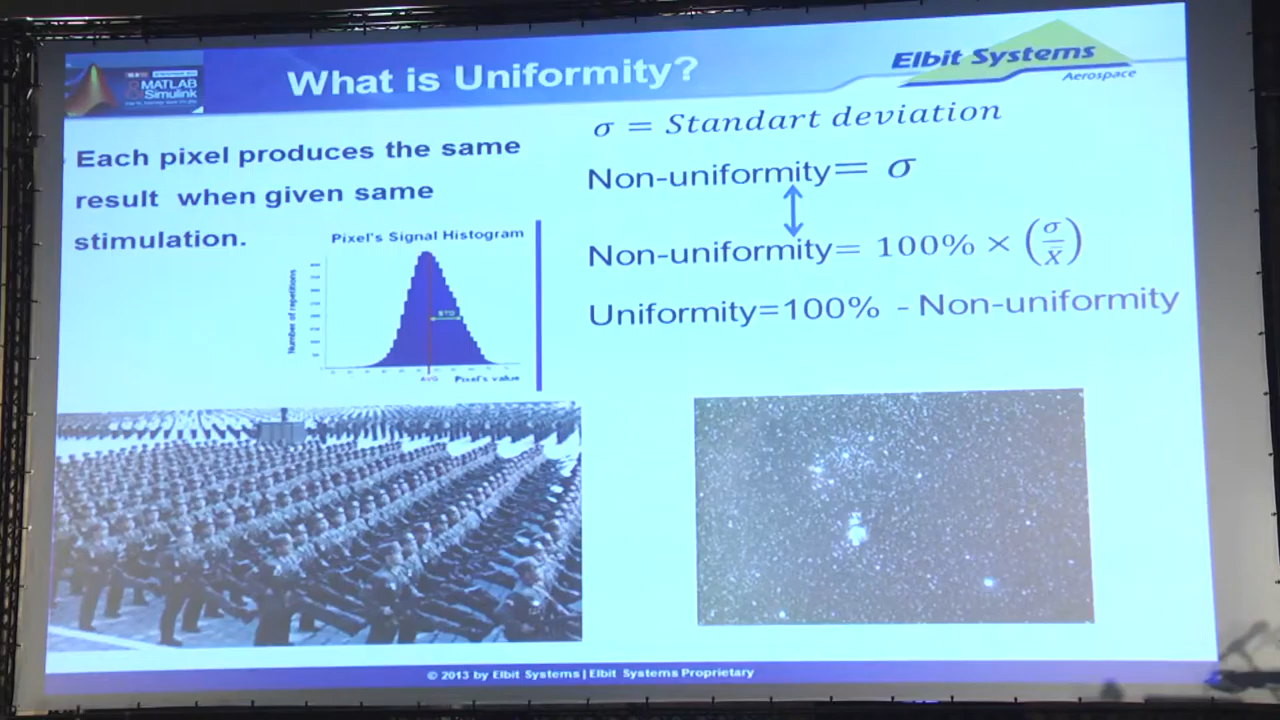 MATLAB
& Simulink
What is Uniformity?
Elbit Systems
Aerospace
Each pixel produces the same
result when given same
stimulation.
Pixel's Signal Histogram
Number of repetitions
STD
AVG
Pixel's value
σ = Standart deviation
Non-uniformity= σ
Non-uniformity= 100% × (σ/x̄)
Uniformity=100% - Non-uniformity
© 2013 by Elbit Systems | Elbit Systems Proprietary